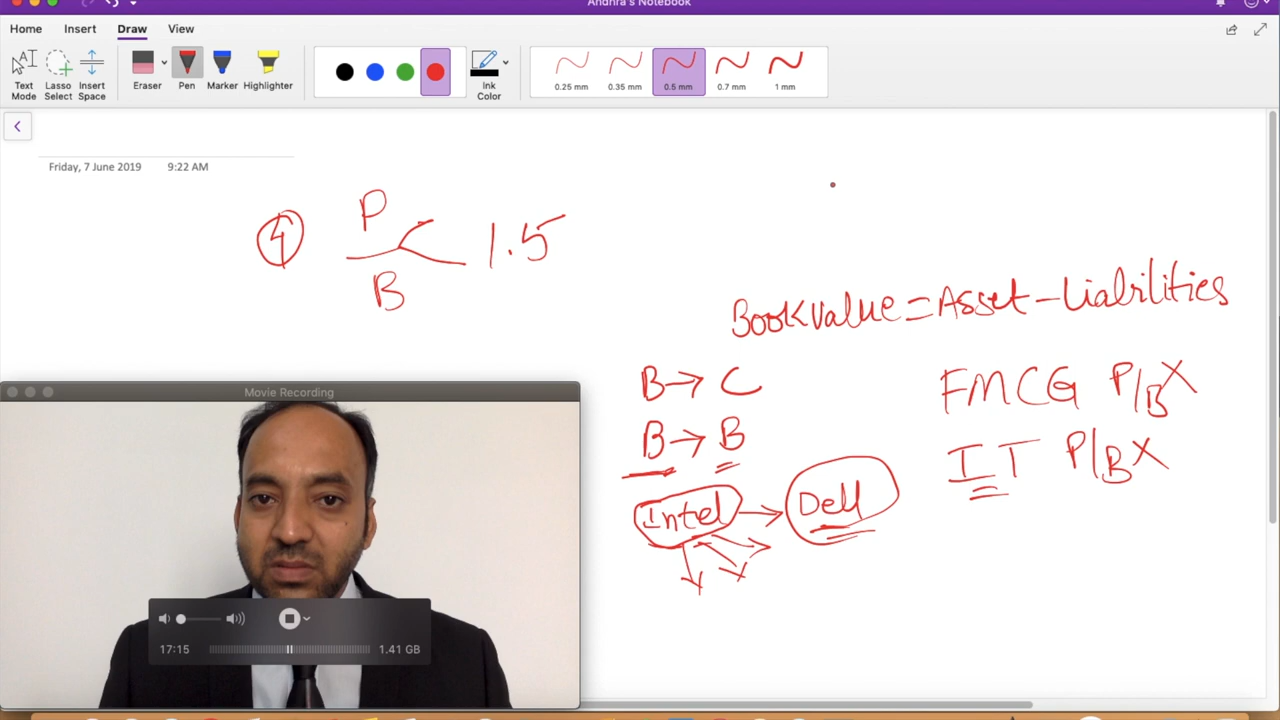 Andhra's Notebook
Home Insert Draw View
Text Mode
Lasso Select
Insert Space
Eraser
Pen
Marker
Highlighter
Ink Color
0.25 mm
0.35 mm
0.5 mm
0.7 mm
1 mm
Friday, 7 June 2019 9:22 AM
4 P/B < 1.5
Bookvalue = Asset - Liabilities
B → C
FMCG P/B X
B → B
IT P/B X
Intel → Dell
Movie Recording
17:15
1.41 GB